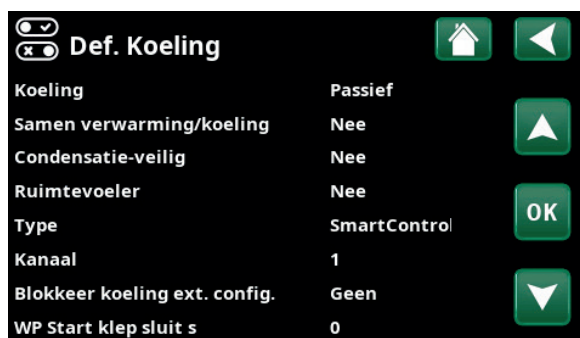 Def. Koeling
Koeling Passief
Samen verwarming/koeling Nee
Condensatie-veilig Nee
Ruimtevoeler Nee
Type SmartControl
Kanaal 1
Blokkeer koeling ext. config. Geen
WP Start klep sluit s 0
OK